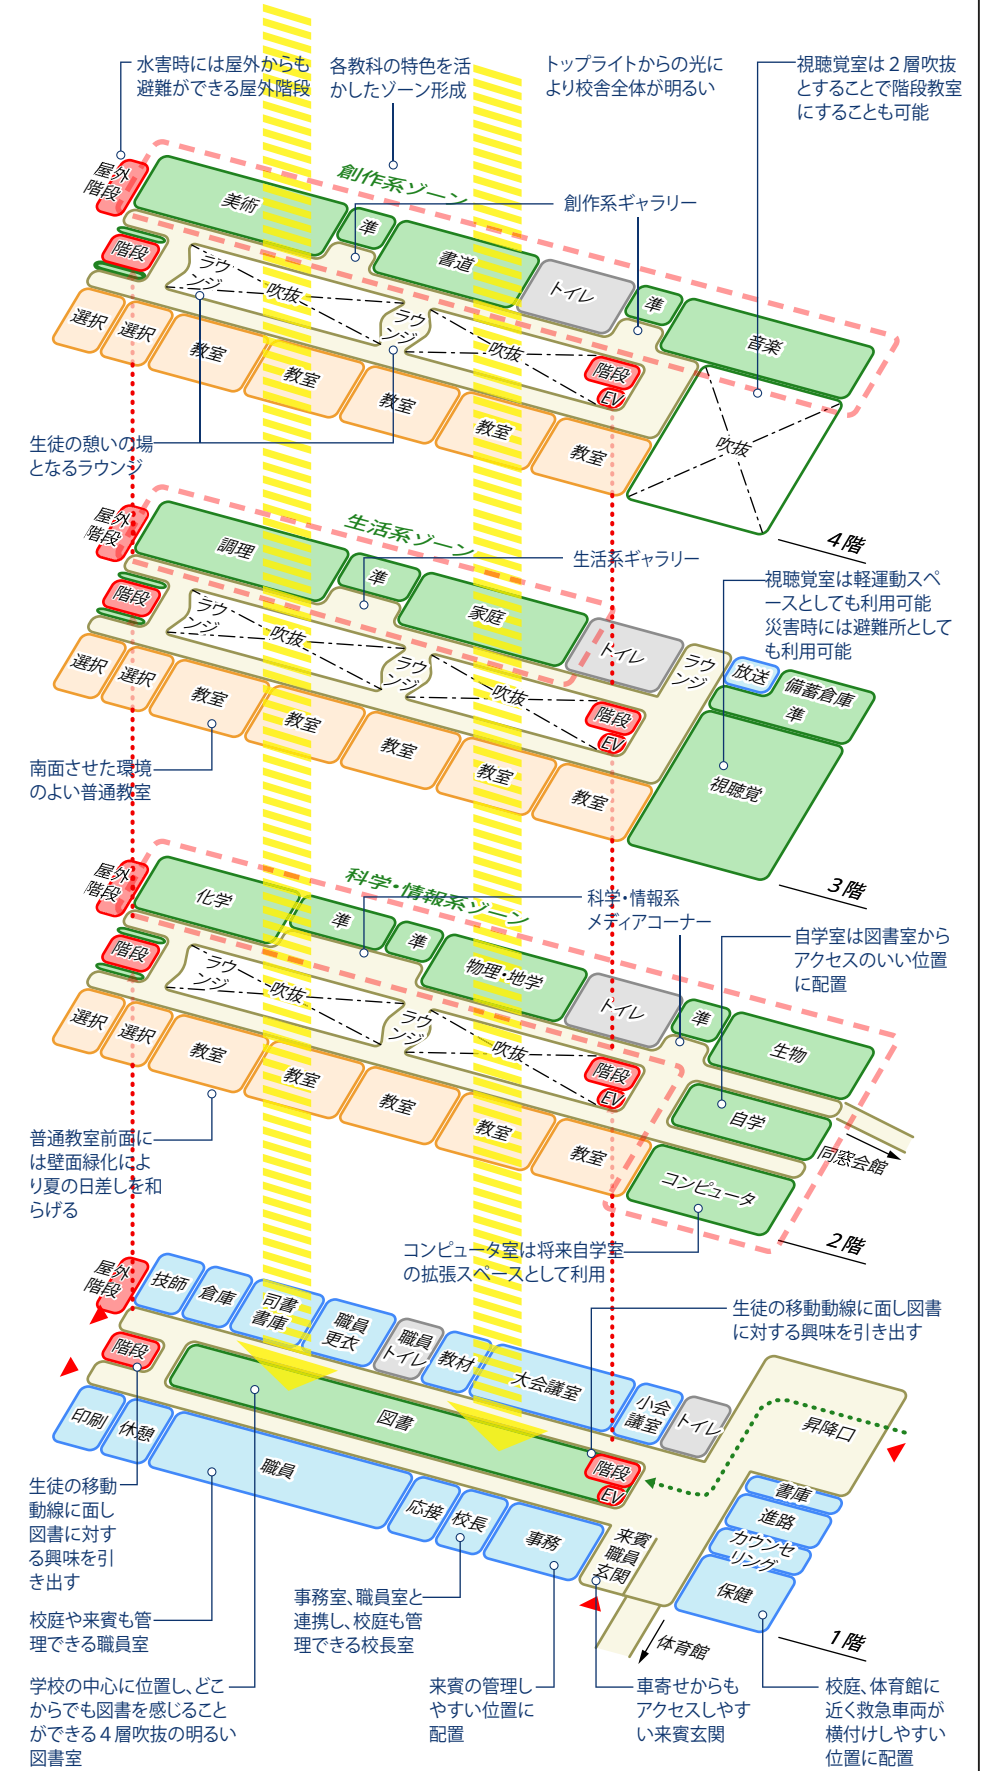 水害時には屋外からも
避難ができる屋外階段
各教科の特色を活
かしたゾーン形成
トップライトからの光に
より校舎全体が明るい
視聴覚室は２層吹抜
とすることで階段教室
にすることも可能
創作系ゾーン
創作系ギャラリー
屋外
階段
美術
準
書道
トイレ
準
音楽
階段
ラウ
ンジ
吹抜
ラウ
ンジ
吹抜
階段
EV
吹抜
選択
選択
教室
教室
教室
教室
教室
生徒の憩いの場
となるラウンジ
4階
生活系ゾーン
生活系ギャラリー
視聴覚室は軽運動スペ
ースとしても利用可能
災害時には避難所として
も利用可能
屋外
階段
調理
準
家庭
トイレ
ラウ
ンジ
放送
備蓄倉庫
準
階段
ラウ
ンジ
吹抜
ラウ
ンジ
吹抜
階段
EV
視聴覚
選択
選択
教室
教室
教室
教室
教室
南面させた環境
のよい普通教室
3階
科学・情報系ゾーン
科学・情報系
メディアコーナー
自学室は図書室から
アクセスのいい位置
に配置
屋外
階段
化学
準
準
物理・地学
トイレ
準
生物
階段
ラウ
ンジ
吹抜
ラウ
ンジ
吹抜
階段
EV
自学
同窓会館
コンピュータ
選択
選択
教室
教室
教室
教室
教室
普通教室前面に
は壁面緑化によ
り夏の日差しを和
らげる
コンピュータ室は将来自学室
の拡張スペースとして利用
2階
生徒の移動動線に面し図書
に対する興味を引き出す
屋外
階段
技師
倉庫
司書
書庫
職員
更衣
職員
トイレ
教材
大会議室
小会
議室
トイレ
昇降口
階段
図書
階段
EV
印刷
休憩
職員
応接
校長
事務
来賓
職員
玄関
書庫
進路
カウンセ
リング
保健
体育館
1階
生徒の移動
動線に面し
図書に対す
る興味を引
き出す
校庭や来賓も管
理できる職員室
学校の中心に位置し、どこ
からでも図書を感じること
ができる４層吹抜の明るい
図書室
事務室、職員室と
連携し、校庭も管
理できる校長室
来賓の管理し
やすい位置に
配置
車寄せからも
アクセスしやす
い来賓玄関
校庭、体育館に
近く救急車両が
横付けしやすい
位置に配置